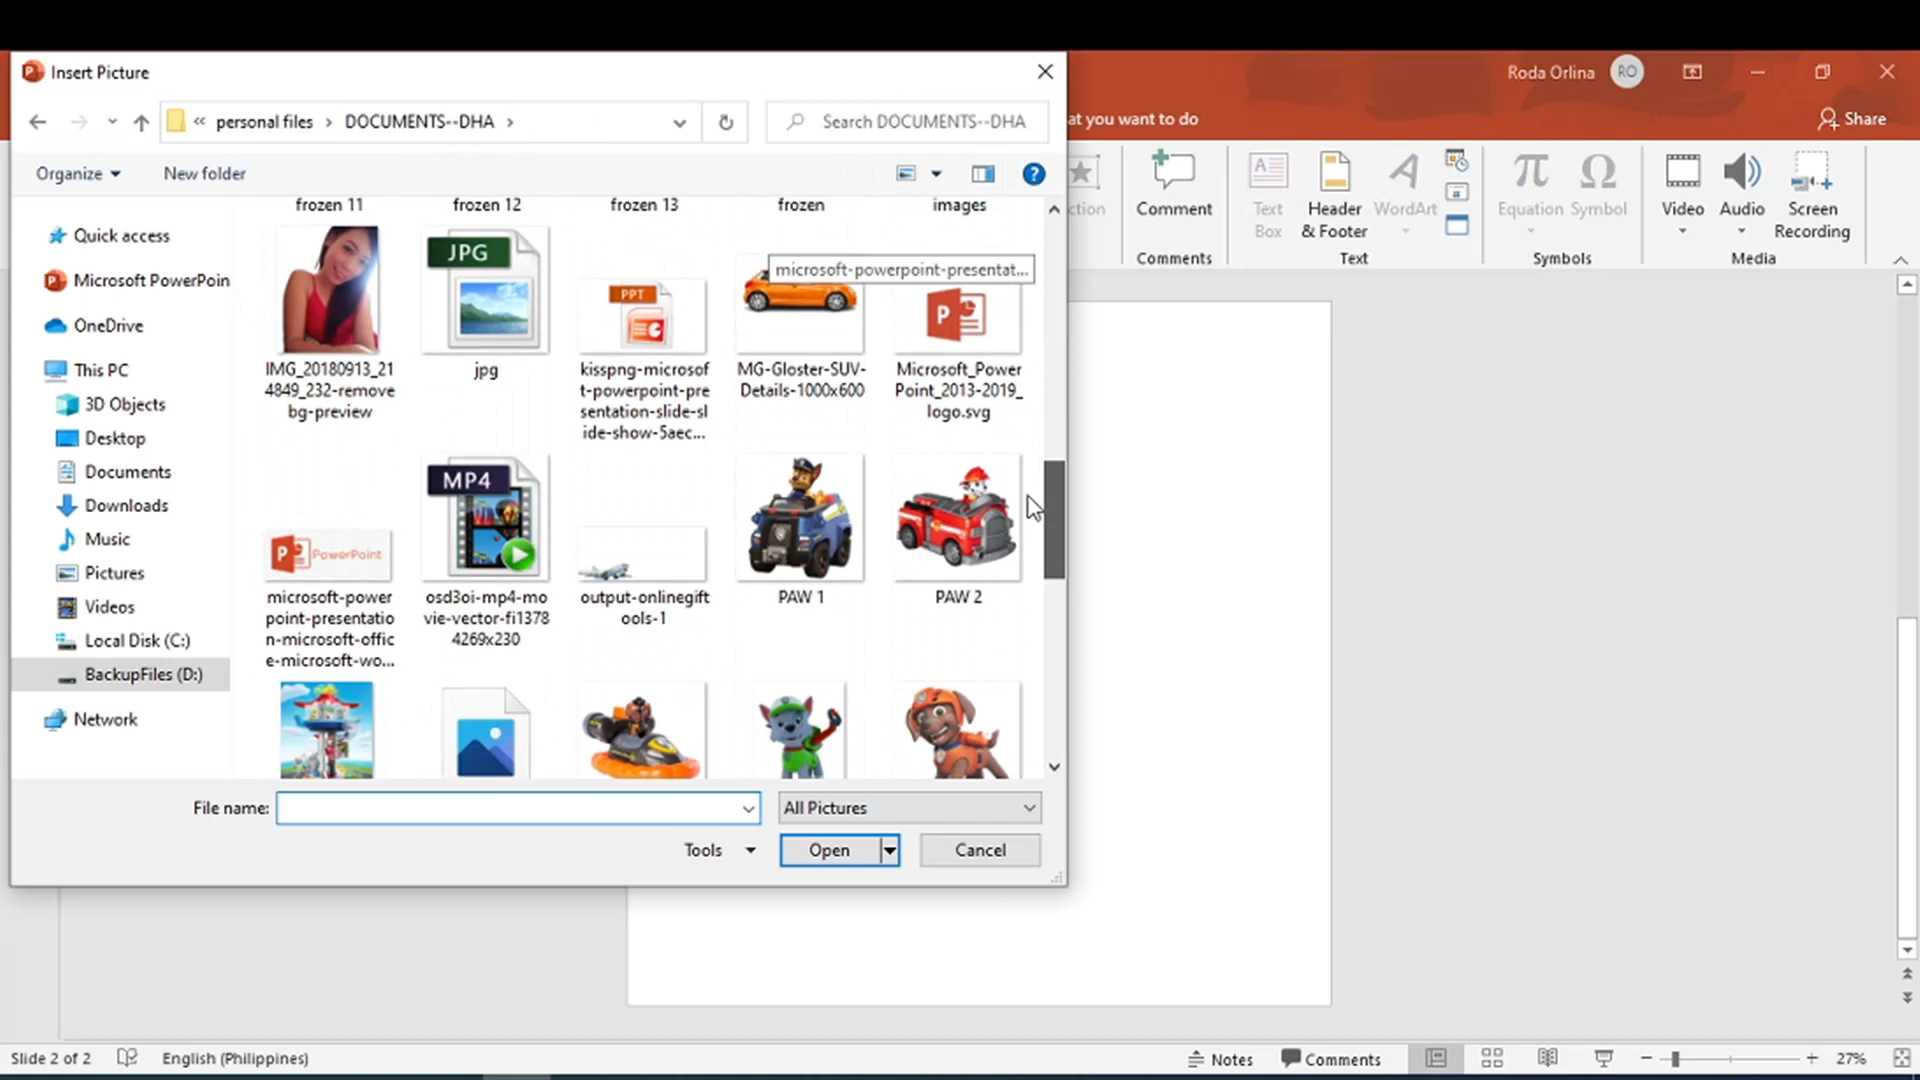 Insert Picture
Roda Orlina
RO
« personal files › DOCUMENTS--DHA ›
Search DOCUMENTS--DHA
at you want to do
Share
Organize
New folder
?
ction
Comment
Text
Box
Header
& Footer
WordArt
Equation
Symbol
Video
Audio
Screen
Recording
Comments
Text
Symbols
Media
frozen 11
frozen 12
frozen 13
frozen
images
Quick access
Microsoft PowerPoin
OneDrive
This PC
3D Objects
Desktop
Documents
Downloads
Music
Pictures
Videos
Local Disk (C:)
BackupFiles (D:)
Network
microsoft-powerpoint-presentat...
JPG
PPT
P
IMG_20180913_21
4849_232-remove
bg-preview
jpg
kisspng-microsof
t-powerpoint-pre
sentation-slide-sl
ide-show-5aec...
MG-Gloster-SUV-
Details-1000x600
Microsoft_Power
Point_2013-2019_
logo.svg
P PowerPoint
MP4
microsoft-power
point-presentatio
n-microsoft-offic
e-microsoft-wo...
osd3oi-mp4-mo
vie-vector-fi1378
4269x230
output-onlinegift
ools-1
PAW 1
PAW 2
File name:
All Pictures
Tools
Open
Cancel
Slide 2 of 2
English (Philippines)
Notes
Comments
27%